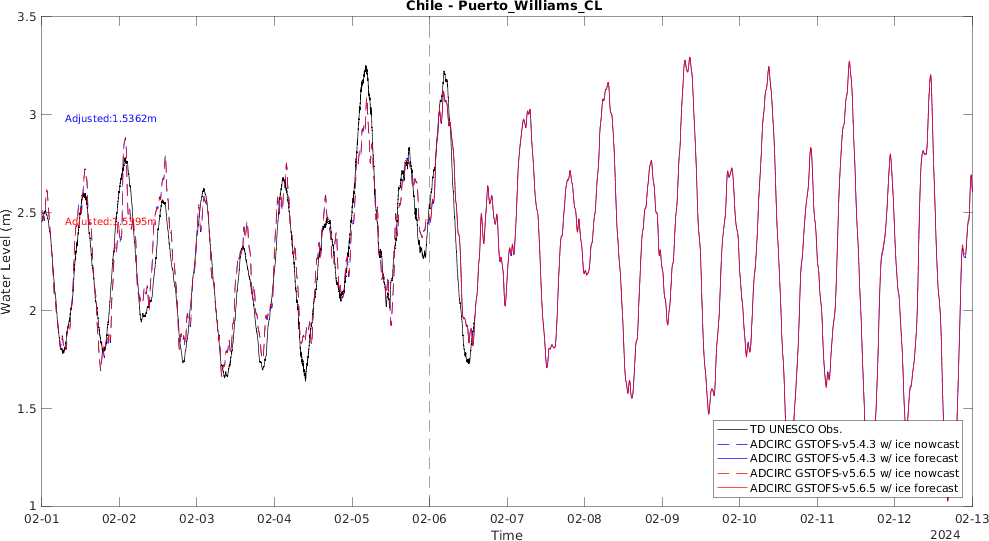 Chile - Puerto_Williams_CL
3.5
3
2.5
2
1.5
1
Water Level (m)
Adjusted:1.5362m
Adjusted:1.5395m
TD UNESCO Obs.
ADCIRC GSTOFS-v5.4.3 w/ ice nowcast
ADCIRC GSTOFS-v5.4.3 w/ ice forecast
ADCIRC GSTOFS-v5.6.5 w/ ice nowcast
ADCIRC GSTOFS-v5.6.5 w/ ice forecast
02-01 02-02 02-03 02-04 02-05 02-06 02-07 02-08 02-09 02-10 02-11 02-12 02-13
Time
2024